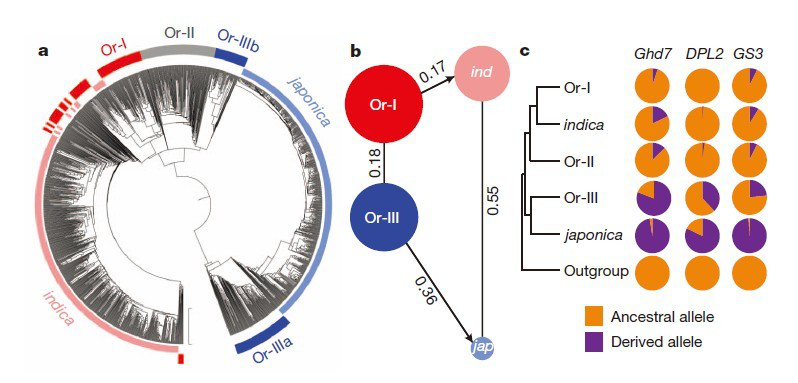 a
Or-I
Or-II
Or-IIIb
japonica
indica
Or-IIIa
b
Or-I
0.17
ind
0.18
Or-III
0.55
0.36
jap
c
Ghd7 DPL2 GS3
Or-I
indica
Or-II
Or-III
japonica
Outgroup
Ancestral allele
Derived allele